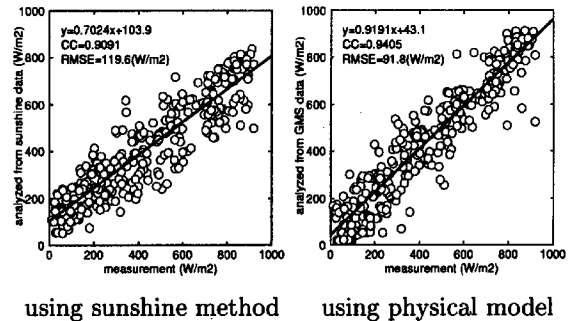 1000
y=0.7024x+103.9
CC=0.9091
RMSE=119.6(W/m2)
800
600
400
200
0
analyzed from sunshine data (W/m2)
0 200 400 600 800 1000
measurement (W/m2)
using sunshine method
1000
y=0.9191x+43.1
CC=0.9405
RMSE=91.8(W/m2)
800
600
400
200
0
analyzed from GMS data (W/m2)
0 200 400 600 800 1000
measurement (W/m2)
using physical model